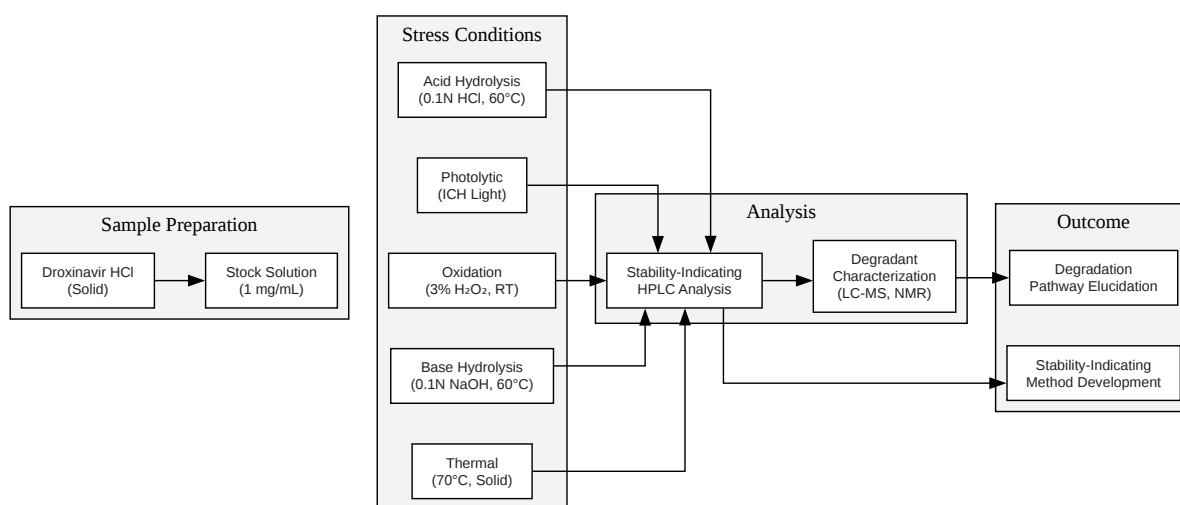 Sample Preparation
Droxinavir HCl
(Solid)
Stock Solution
(1 mg/mL)
Stress Conditions
Acid Hydrolysis
(0.1N HCl, 60°C)
Photolytic
(ICH Light)
Oxidation
(3% H₂O₂, RT)
Base Hydrolysis
(0.1N NaOH, 60°C)
Thermal
(70°C, Solid)
Analysis
Stability-Indicating
HPLC Analysis
Degradant
Characterization
(LC-MS, NMR)
Outcome
Degradation
Pathway Elucidation
Stability-Indicating
Method Development